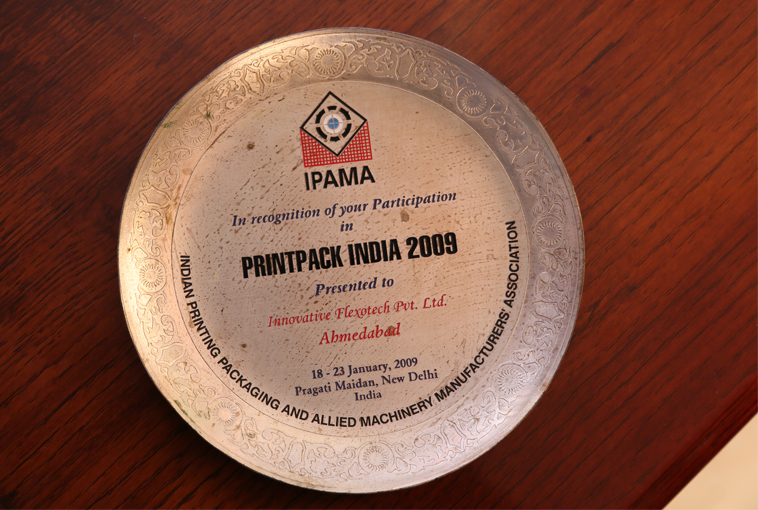 IPAMA
In recognition of your Participation
in
PRINTPACK INDIA 2009
Presented to
Innovative Flexotech Pvt. Ltd.
Ahmedabad
18 - 23 January, 2009
Pragati Maidan, New Delhi
India
INDIAN PRINTING PACKAGING AND ALLIED MACHINERY MANUFACTURERS' ASSOCIATION